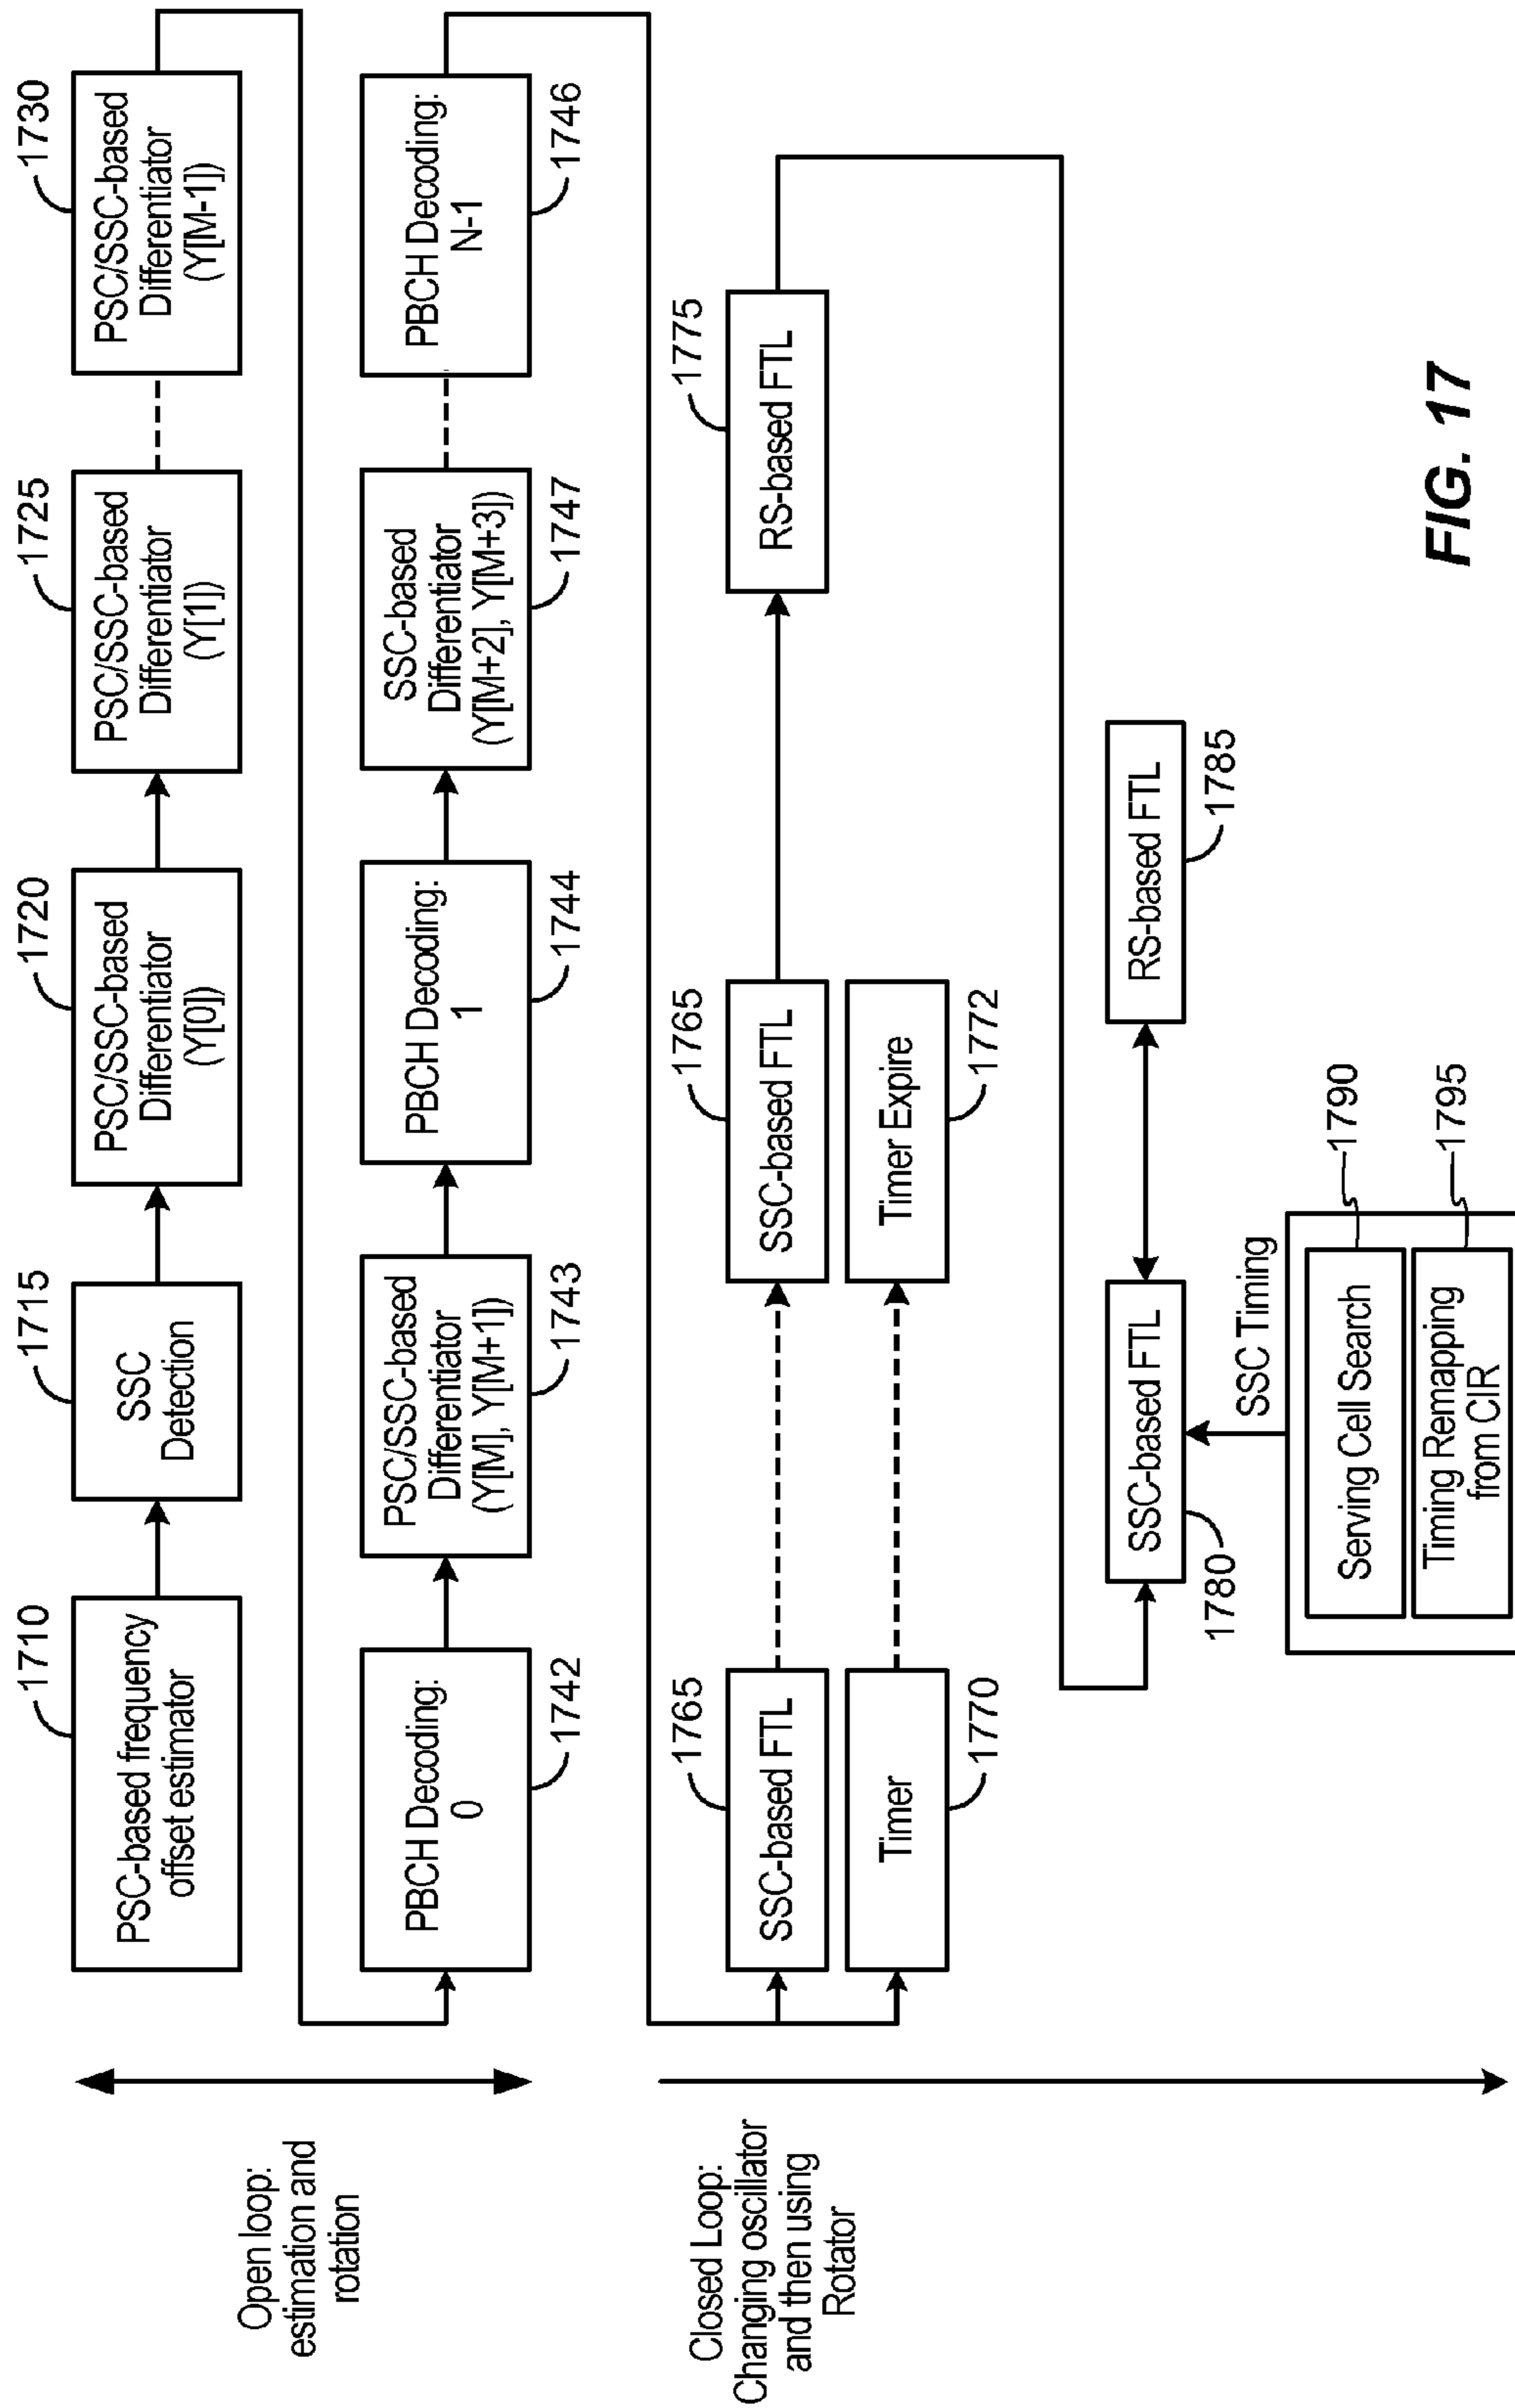 1710
PSC-based frequency
offset estimator
1715
SSC
Detection
1720
PSC/SSC-based
Differentiator
(Y[0])
1725
PSC/SSC-based
Differentiator
(Y[1])
1730
PSC/SSC-based
Differentiator
(Y[M-1])
Open loop:
estimation and
rotation
PBCH Decoding:
0
1742
PSC/SSC-based
Differentiator
(Y[M], Y[M+1])
1743
PBCH Decoding:
1
1744
SSC-based
Differentiator
(Y[M+2], Y[M+3])
1747
PBCH Decoding:
N-1
1746
Closed Loop:
Changing oscillator
and then using
Rotator
1765
SSC-based FTL
Timer
1770
1765
SSC-based FTL
Timer Expire
1772
1775
RS-based FTL
SSC-based FTL
1780
RS-based FTL
1785
SSC Timing
Serving Cell Search
1790
Timing Remapping
from CIR
1795
FIG. 17